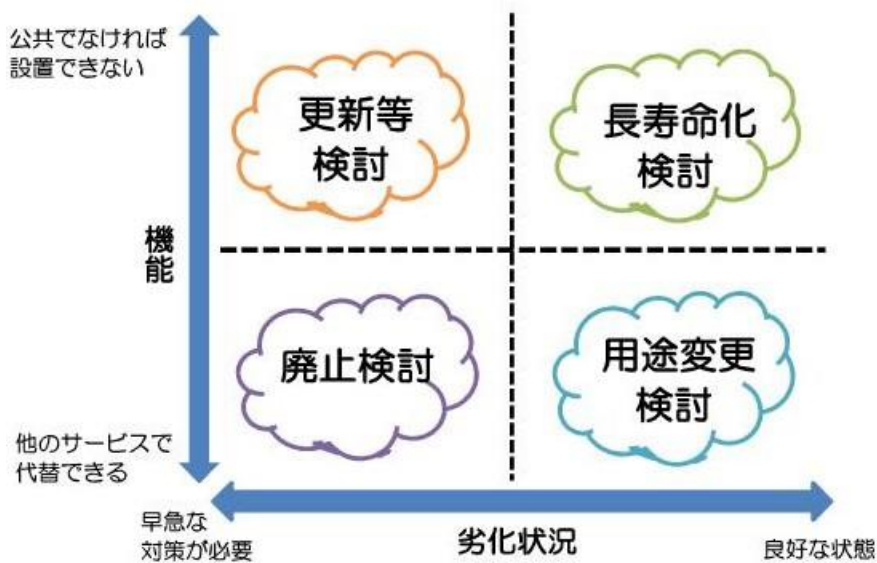 公共でなければ
設置できない
更新等
検討
長寿命化
検討
機能
廃止検討
用途変更
検討
他のサービスで
代替できる
早急な
対策が必要
劣化状況
良好な状態